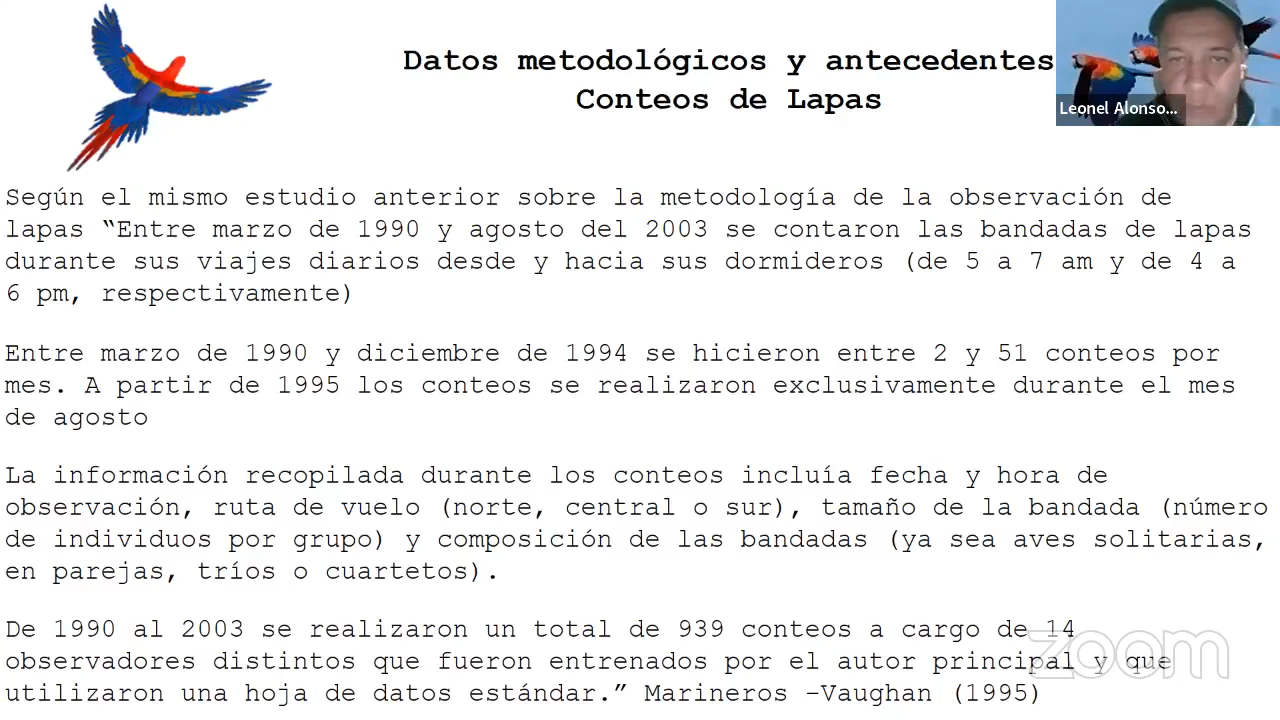 Datos metodológicos y antecedentes
Conteos de Lapas
Leonel Alonso...
Según el mismo estudio anterior sobre la metodología de la observación de
lapas “Entre marzo de 1990 y agosto del 2003 se contaron las bandadas de lapas
durante sus viajes diarios desde y hacia sus dormideros (de 5 a 7 am y de 4 a
6 pm, respectivamente)
Entre marzo de 1990 y diciembre de 1994 se hicieron entre 2 y 51 conteos por
mes. A partir de 1995 los conteos se realizaron exclusivamente durante el mes
de agosto
La información recopilada durante los conteos incluía fecha y hora de
observación, ruta de vuelo (norte, central o sur), tamaño de la bandada (número
de individuos por grupo) y composición de las bandadas (ya sea aves solitarias,
en parejas, tríos o cuartetos).
De 1990 al 2003 se realizaron un total de 939 conteos a cargo de 14
observadores distintos que fueron entrenados por el autor principal y que
utilizaron una hoja de datos estándar.” Marineros -Vaughan (1995)
zoom